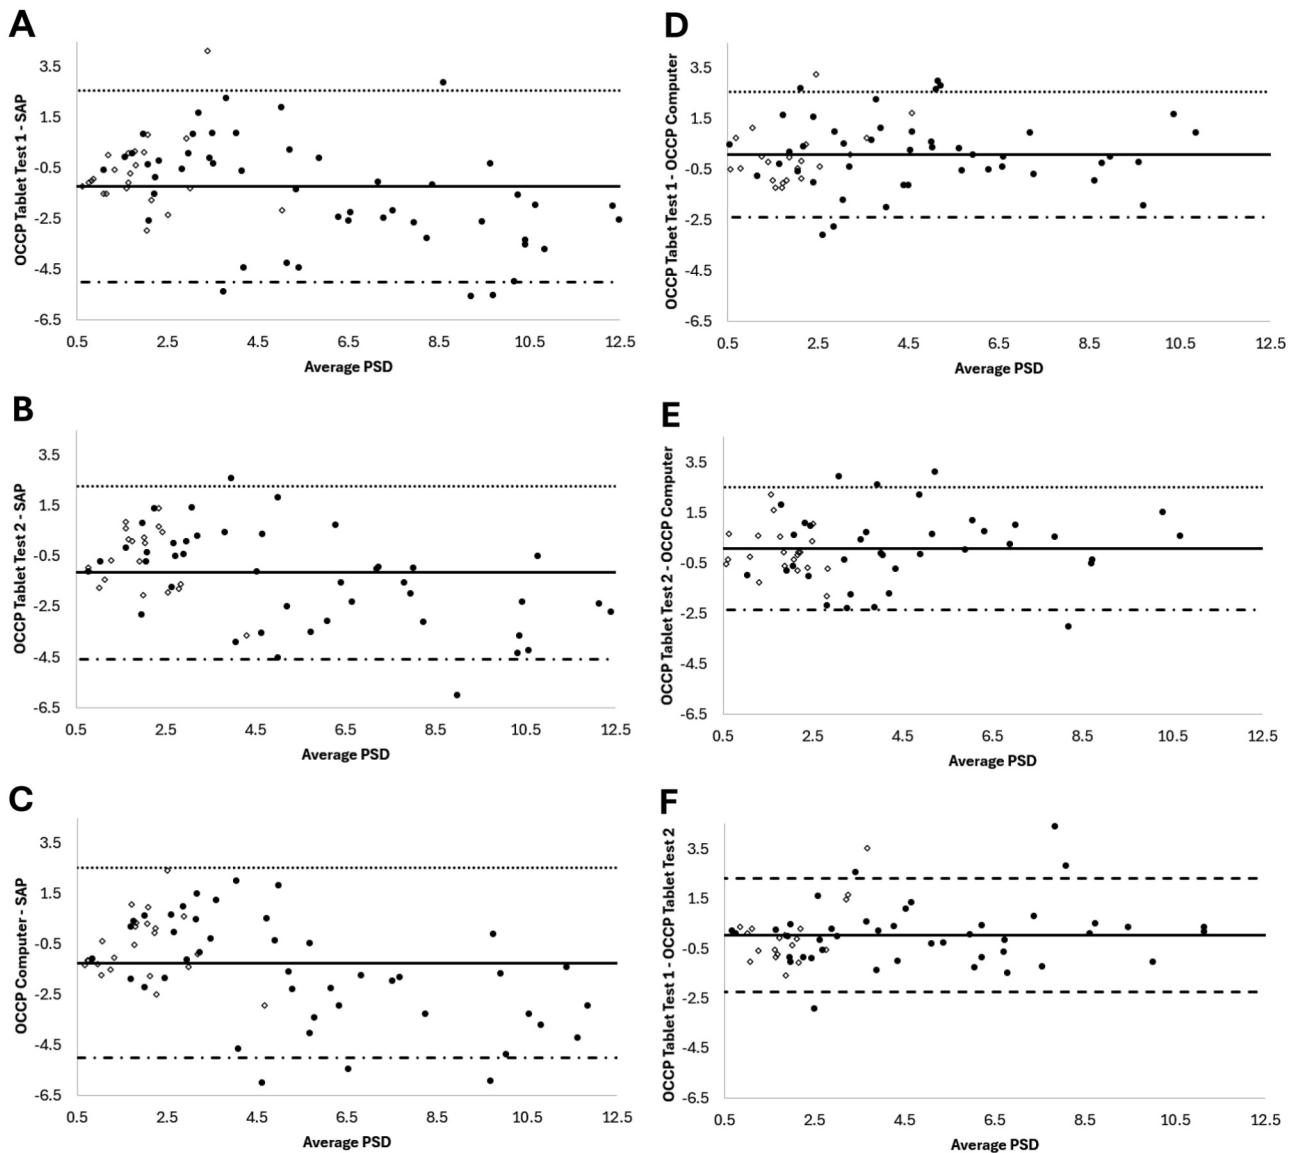 A
OCCP Tablet Test 1 - SAP
3.5
1.5
-0.5
-2.5
-4.5
-6.5
0.5 2.5 4.5 6.5 8.5 10.5 12.5
Average PSD
D
OCCP Tabet Test 1 - OCCP Computer
3.5
1.5
-0.5
-2.5
-4.5
-6.5
0.5 2.5 4.5 6.5 8.5 10.5 12.5
Average PSD
B
OCCP Tablet Test 2 - SAP
3.5
1.5
-0.5
-2.5
-4.5
-6.5
0.5 2.5 4.5 6.5 8.5 10.5 12.5
Average PSD
E
OCCP Tablet Test 2 - OCCP Computer
3.5
1.5
-0.5
-2.5
-4.5
-6.5
0.5 2.5 4.5 6.5 8.5 10.5 12.5
Average PSD
C
OCCP Computer - SAP
3.5
1.5
-0.5
-2.5
-4.5
-6.5
0.5 2.5 4.5 6.5 8.5 10.5 12.5
Average PSD
F
OCCP Tablet Test 1 - OCCP Tablet Test 2
3.5
1.5
-0.5
-2.5
-4.5
-6.5
0.5 2.5 4.5 6.5 8.5 10.5 12.5
Average PSD